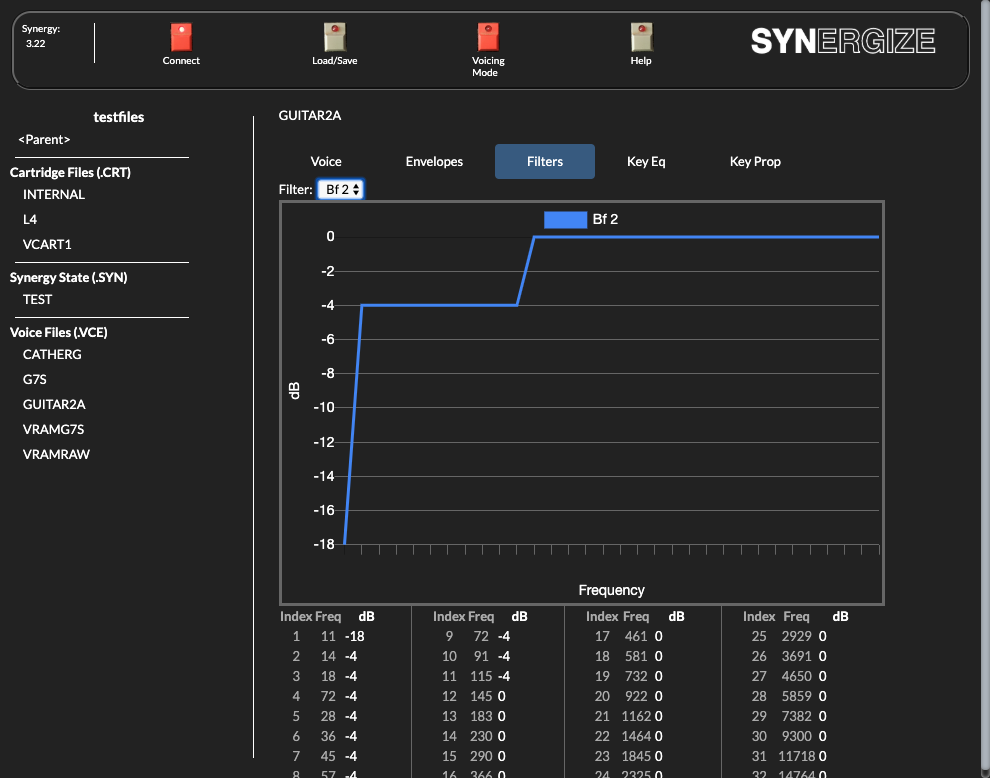 Synergy:
3.22
Connect
Load/Save
Voicing
Mode
Help
SYNERGIZE
testfiles
<Parent>
Cartridge Files (.CRT)
INTERNAL
L4
VCART1
Synergy State (.SYN)
TEST
Voice Files (.VCE)
CATHERG
G7S
GUITAR2A
VRAMG7S
VRAMRAW
GUITAR2A
Voice Envelopes Filters Key Eq Key Prop
Filter: Bf 2
Bf 2
0
-2
-4
-6
-8
-10
-12
-14
-16
-18
dB
Frequency
Index Freq dB Index Freq dB Index Freq dB Index Freq dB
1 11 -18 9 72 -4 17 461 0 25 2929 0
2 14 -4 10 91 -4 18 581 0 26 3691 0
3 18 -4 11 115 -4 19 732 0 27 4650 0
4 72 -4 12 145 0 20 922 0 28 5859 0
5 28 -4 13 183 0 21 1162 0 29 7382 0
6 36 -4 14 230 0 22 1464 0 30 9300 0
7 45 -4 15 290 0 23 1845 0 31 11718 0
8 57 -4 16 366 0 24 2325 0 32 14764 0